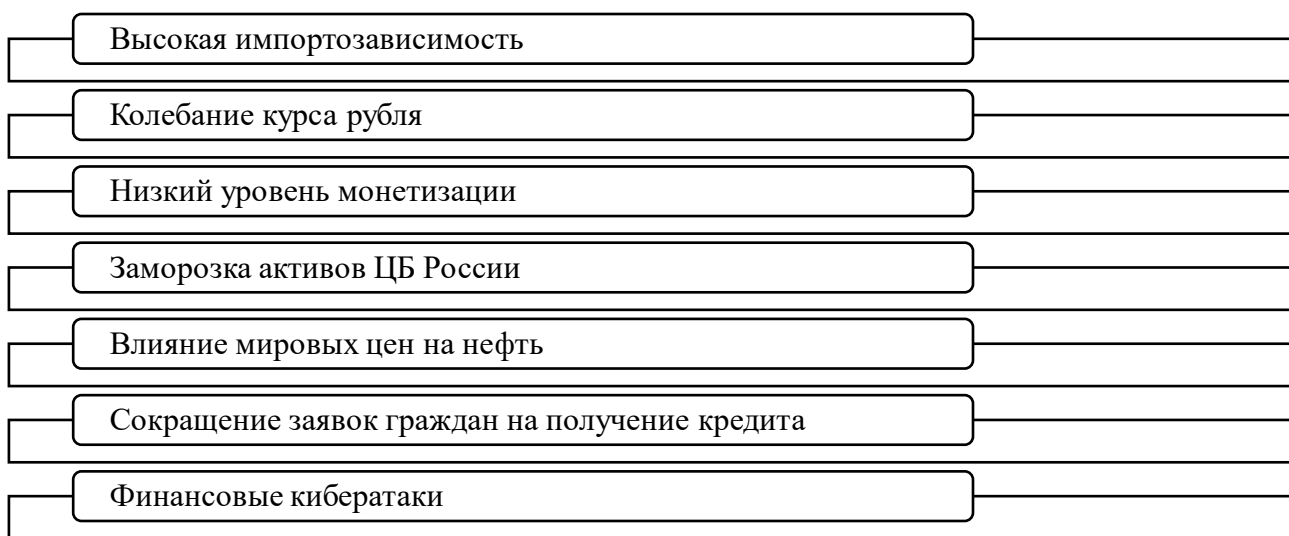 Высокая импортозависимость
Колебание курса рубля
Низкий уровень монетизации
Заморозка активов ЦБ России
Влияние мировых цен на нефть
Сокращение заявок граждан на получение кредита
Финансовые кибератаки